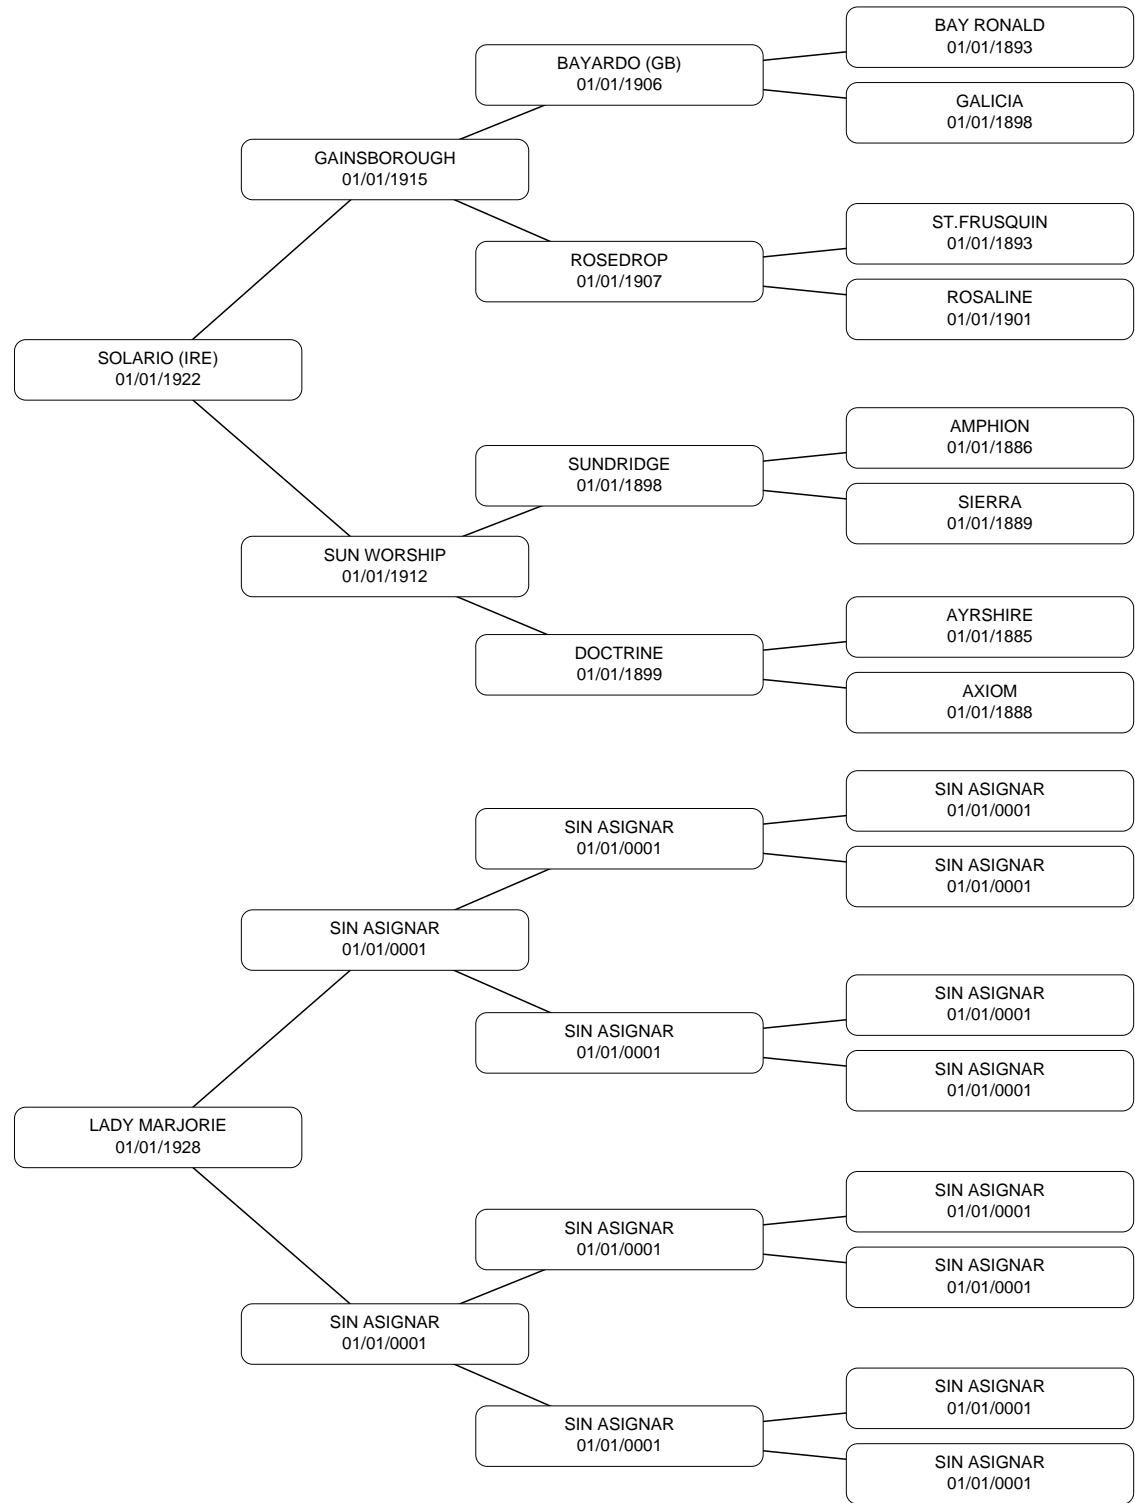 BAY RONALD
01/01/1893
BAYARDO (GB)
01/01/1906
GALICIA
01/01/1898
GAINSBOROUGH
01/01/1915
ST.FRUSQUIN
01/01/1893
ROSEDROP
01/01/1907
ROSALINE
01/01/1901
SOLARIO (IRE)
01/01/1922
AMPHION
01/01/1886
SUNDRIDGE
01/01/1898
SIERRA
01/01/1889
SUN WORSHIP
01/01/1912
AYRSHIRE
01/01/1885
DOCTRINE
01/01/1899
AXIOM
01/01/1888
SIN ASIGNAR
01/01/0001
SIN ASIGNAR
01/01/0001
SIN ASIGNAR
01/01/0001
SIN ASIGNAR
01/01/0001
SIN ASIGNAR
01/01/0001
SIN ASIGNAR
01/01/0001
SIN ASIGNAR
01/01/0001
LADY MARJORIE
01/01/1928
SIN ASIGNAR
01/01/0001
SIN ASIGNAR
01/01/0001
SIN ASIGNAR
01/01/0001
SIN ASIGNAR
01/01/0001
SIN ASIGNAR
01/01/0001
SIN ASIGNAR
01/01/0001
SIN ASIGNAR
01/01/0001